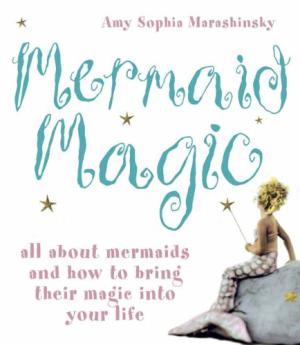 Amy Sophia Marashinsky
Mermaid
Magic
all about mermaids
and how to bring
their magic into
your life